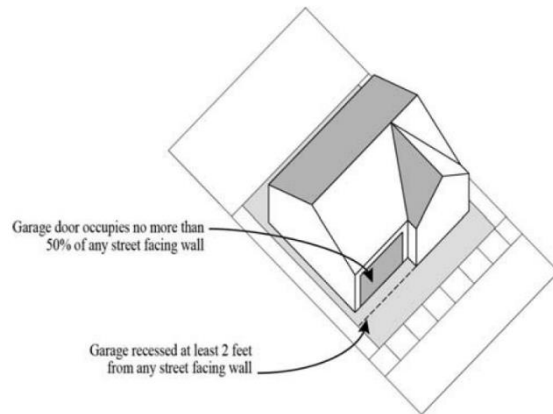 Garage door occupies no more than
50% of any street facing wall
Garage recessed at least 2 feet
from any street facing wall